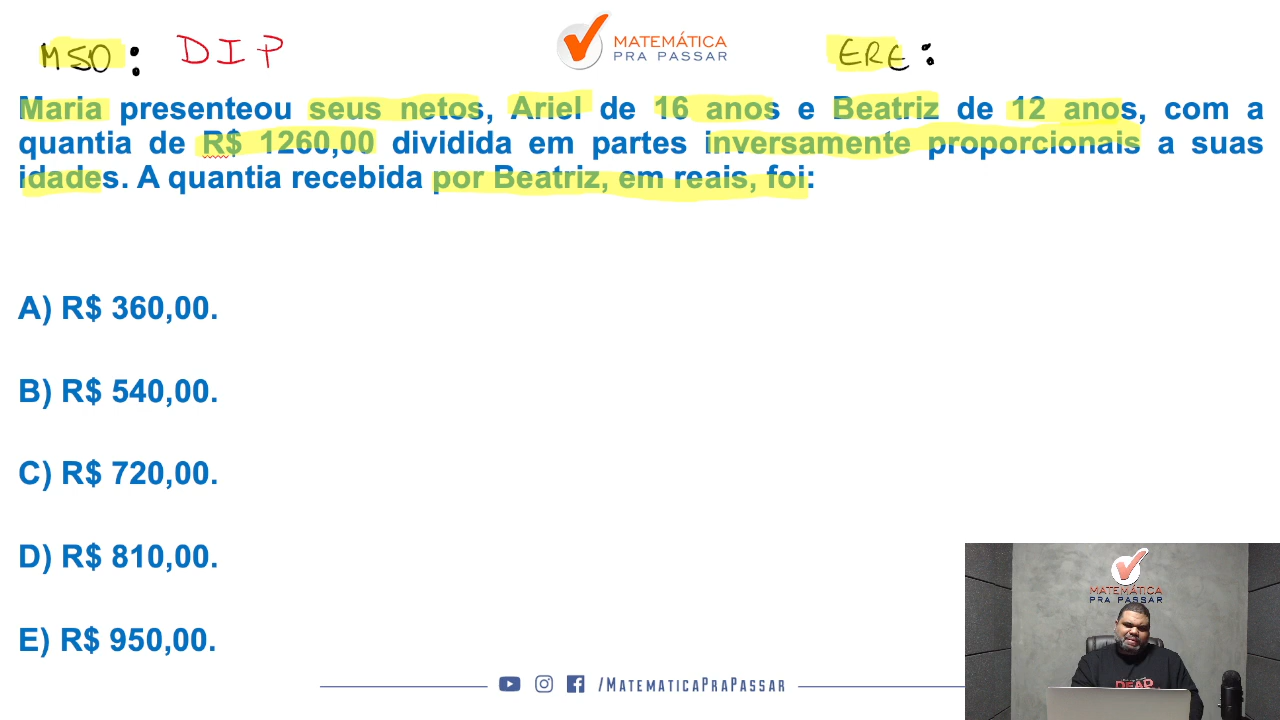 MSO: DIP
MATEMÁTICA
PRA PASSAR
ERE:
Maria presenteou seus netos, Ariel de 16 anos e Beatriz de 12 anos, com a
quantia de R$ 1260,00 dividida em partes inversamente proporcionais a suas
idades. A quantia recebida por Beatriz, em reais, foi:
A) R$ 360,00.
B) R$ 540,00.
C) R$ 720,00.
D) R$ 810,00.
E) R$ 950,00.
MATEMÁTICA
PRA PASSAR
DEAD
/MATEMATICAPRAPASSAR